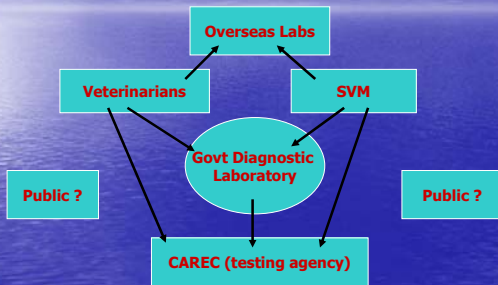 Overseas Labs
Veterinarians
SVM
Govt Diagnostic
Laboratory
Public ?
Public ?
CAREC (testing agency)